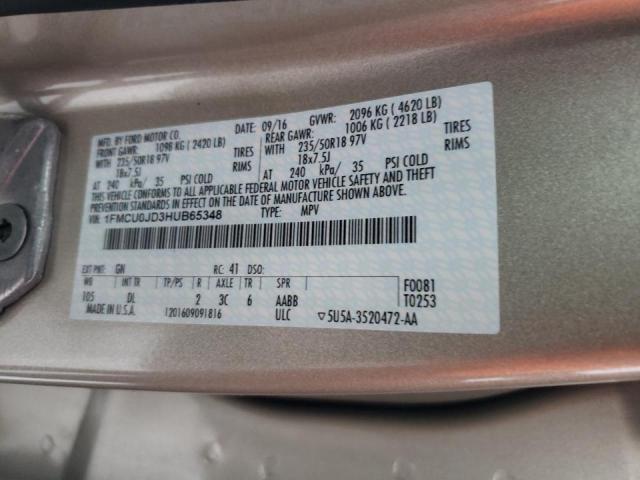 MFD. BY FORD MOTOR CO.
DATE: 09/16 GVWR: 2096 KG ( 4620 LB)
FRONT GAWR: 1098 KG ( 2420 LB) REAR GAWR: 1006 KG ( 2218 LB)
WITH 235/50R18 97V TIRES WITH 235/50R18 97V TIRES
18x7.5J RIMS 18x7.5J RIMS
AT 240 kPa/ 35 PSI COLD AT 240 kPa/ 35 PSI COLD
THIS VEHICLE CONFORMS TO ALL APPLICABLE FEDERAL MOTOR VEHICLE SAFETY AND THEFT
PREVENTION STANDARDS IN EFFECT ON THE DATE OF MANUFACTURE SHOWN ABOVE.
VIN: 1FMCU0JD3HUB65348 TYPE: MPV
EXT PNT: GN RC: 41 DSO:
WB INT TR TP/PS R AXLE TR SPR F0081
105 DL 2 3C 6 AABB T0253
MADE IN U.S.A. 1201609091816 ULC ▽5U5A-3520472-AA